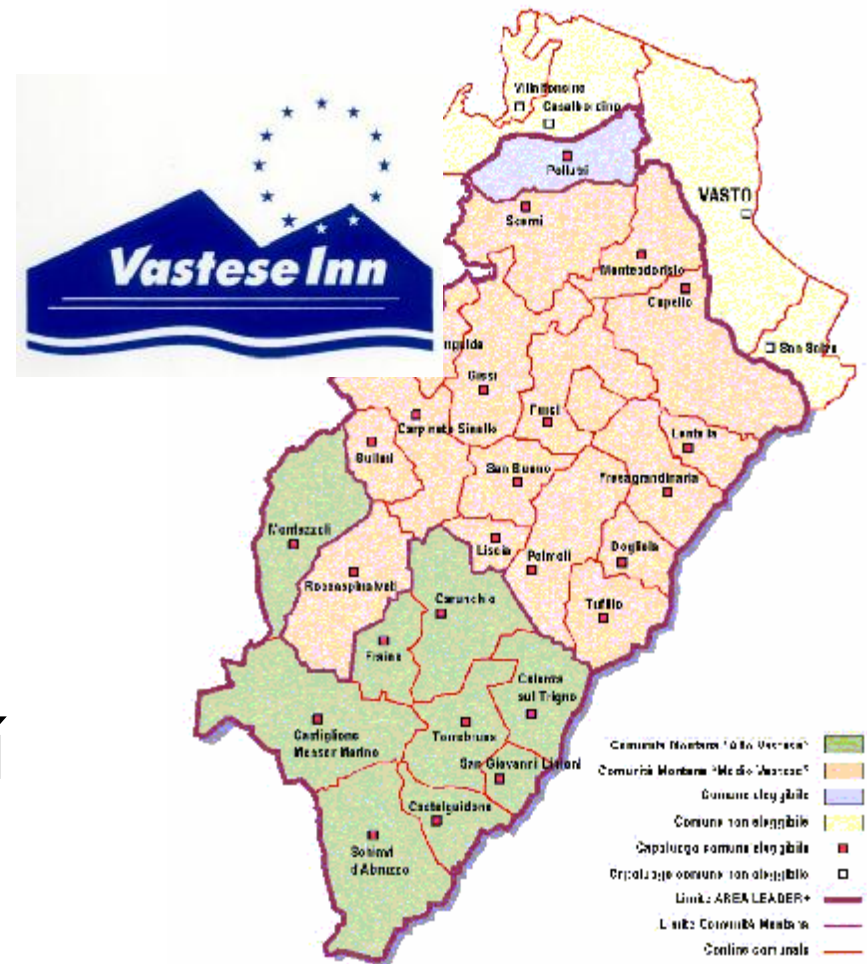 Villalfonsina
Casalbordino
Pollutri
VASTO
Scerni
Monteodorisio
Cupello
Vastese Inn
San Salvo
Gissi
Furci
Carpineto Sinello
Lentella
Guilmi
San Buono
Fresagrandinaria
Montazzoli
Liscia
Palmoli
Dogliola
Roccaspinalveti
Carunchio
Tufillo
Fraine
Celenza
sul Trigno
Castiglione
Messer Marino
Torrebruna
San Giovanni Lipioni
Castelguidone
Schiavi
d'Abruzzo
Comunità Montana "Alto Vastese"
Comunità Montana "Medio Vastese"
Comune eleggibile
Comune non eleggibile
Capoluogo comune eleggibile
Capoluogo comune non eleggibile
Limite AREA LEADER+
Limite Comunità Montana
Confine comunale